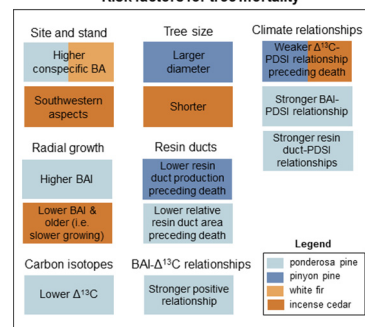 Risk factors for tree mortality
Site and stand
Higher
conspecific BA
Southwestern
aspects
Tree size
Larger
diameter
Shorter
Climate relationships
Weaker Δ¹³C-
PDSI relationship
preceding death
Stronger BAI-
PDSI relationship
Stronger resin
duct-PDSI
relationships
Radial growth
Higher BAI
Lower BAI &
older (i.e.
slower growing)
Resin ducts
Lower resin
duct production
preceding death
Lower relative
resin duct area
preceding death
Carbon isotopes
Lower Δ¹³C
BAI-Δ¹³C relationships
Stronger positive
relationship
Legend
ponderosa pine
pinyon pine
white fir
incense cedar